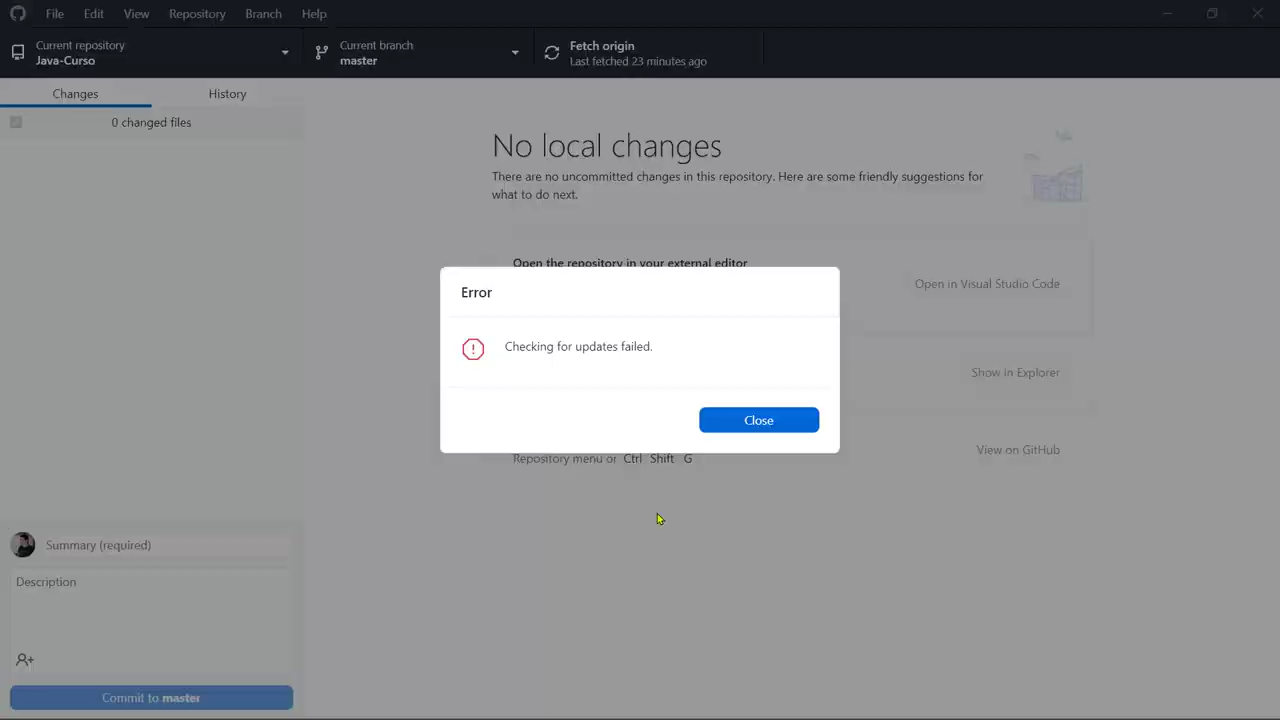 File Edit View Repository Branch Help
Current repository
Java-Curso
Current branch
master
Fetch origin
Last fetched 23 minutes ago
Changes
History
0 changed files
No local changes
There are no uncommitted changes in this repository. Here are some friendly suggestions for
what to do next.
Open the repository in your external editor
Open in Visual Studio Code
Error
Checking for updates failed.
Show in Explorer
Close
View on GitHub
Repository menu or Ctrl Shift G
Summary (required)
Description
Commit to master